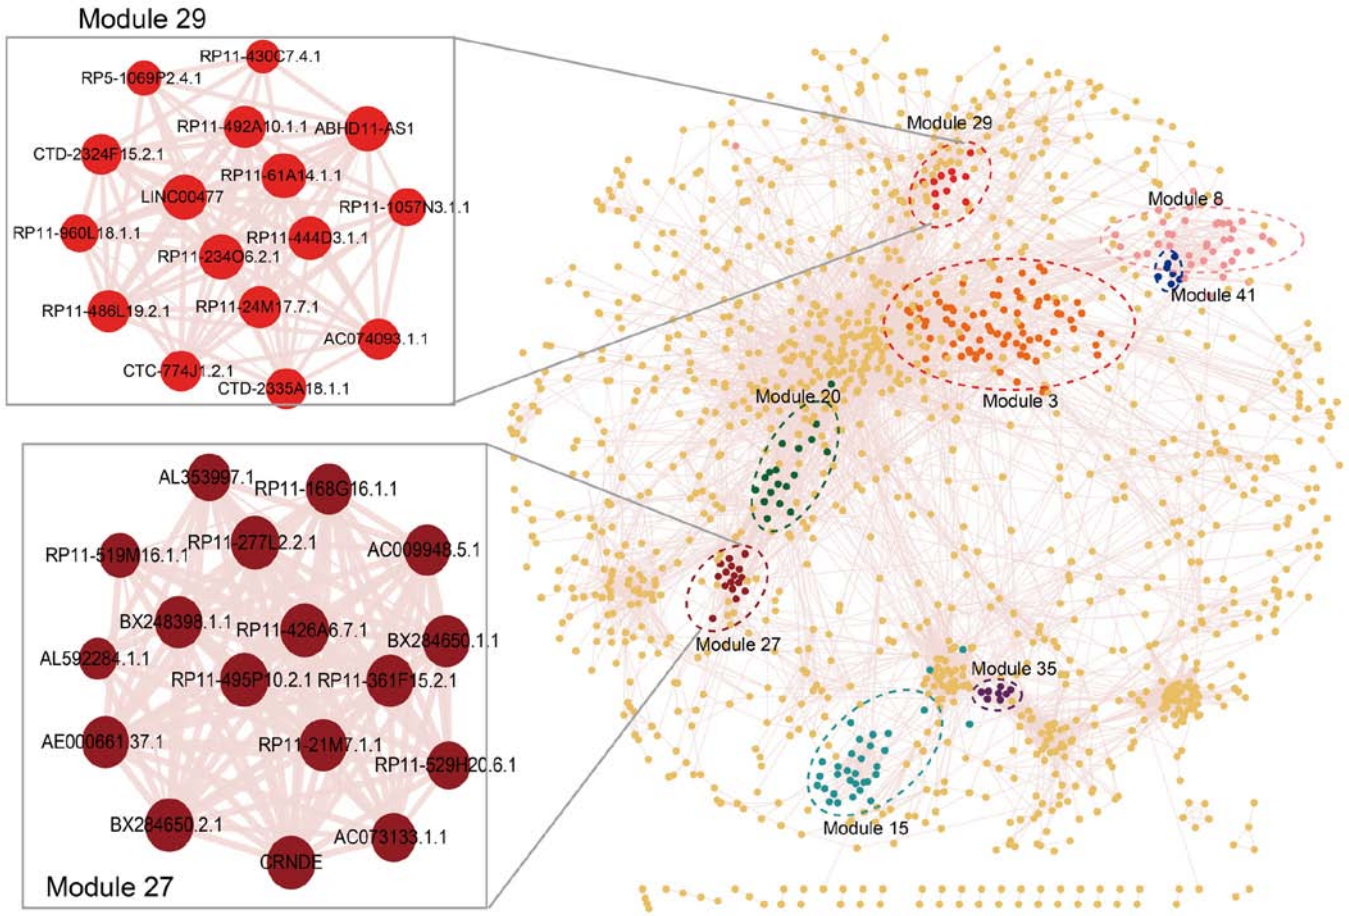 Module 29
RP11-430C7.4.1
RP5-1069P2.4.1
RP11-492A10.1.1
ABHD11-AS1
CTD-2324F15.2.1
RP11-61A14.1.1
LINC00477
RP11-1057N3.1.1
RP11-960L18.1.1
RP11-444D3.1.1
RP11-234O6.2.1
RP11-486L19.2.1
RP11-24M17.7.1
AC074093.1.1
CTC-774J1.2.1
CTD-2335A18.1.1
AL353997.1
RP11-168G16.1.1
RP11-519M16.1.1
RP11-277L2.2.1
AC009948.5.1
BX248398.1.1
RP11-426A6.7.1
BX284650.1.1
AL592284.1.1
RP11-495P10.2.1
RP11-361F15.2.1
AE000661.37.1
RP11-21M7.1.1
RP11-529H20.6.1
BX284650.2.1
AC073133.1.1
CRNDE
Module 27
Module 29
Module 8
Module 41
Module 3
Module 20
Module 27
Module 35
Module 15